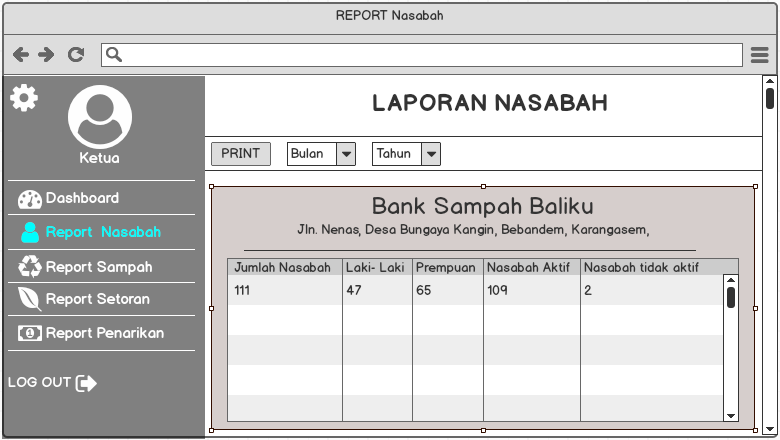 REPORT Nasabah
Ketua
Dashboard
Report Nasabah
Report Sampah
Report Setoran
Report Penarikan
LOG OUT
LAPORAN NASABAH
PRINT Bulan Tahun
Bank Sampah Baliku
Jln. Nenas, Desa Bungaya Kangin, Bebandem, Karangasem,
Jumlah Nasabah Laki- Laki Prempuan Nasabah Aktif Nasabah tidak aktif
111 47 65 109 2